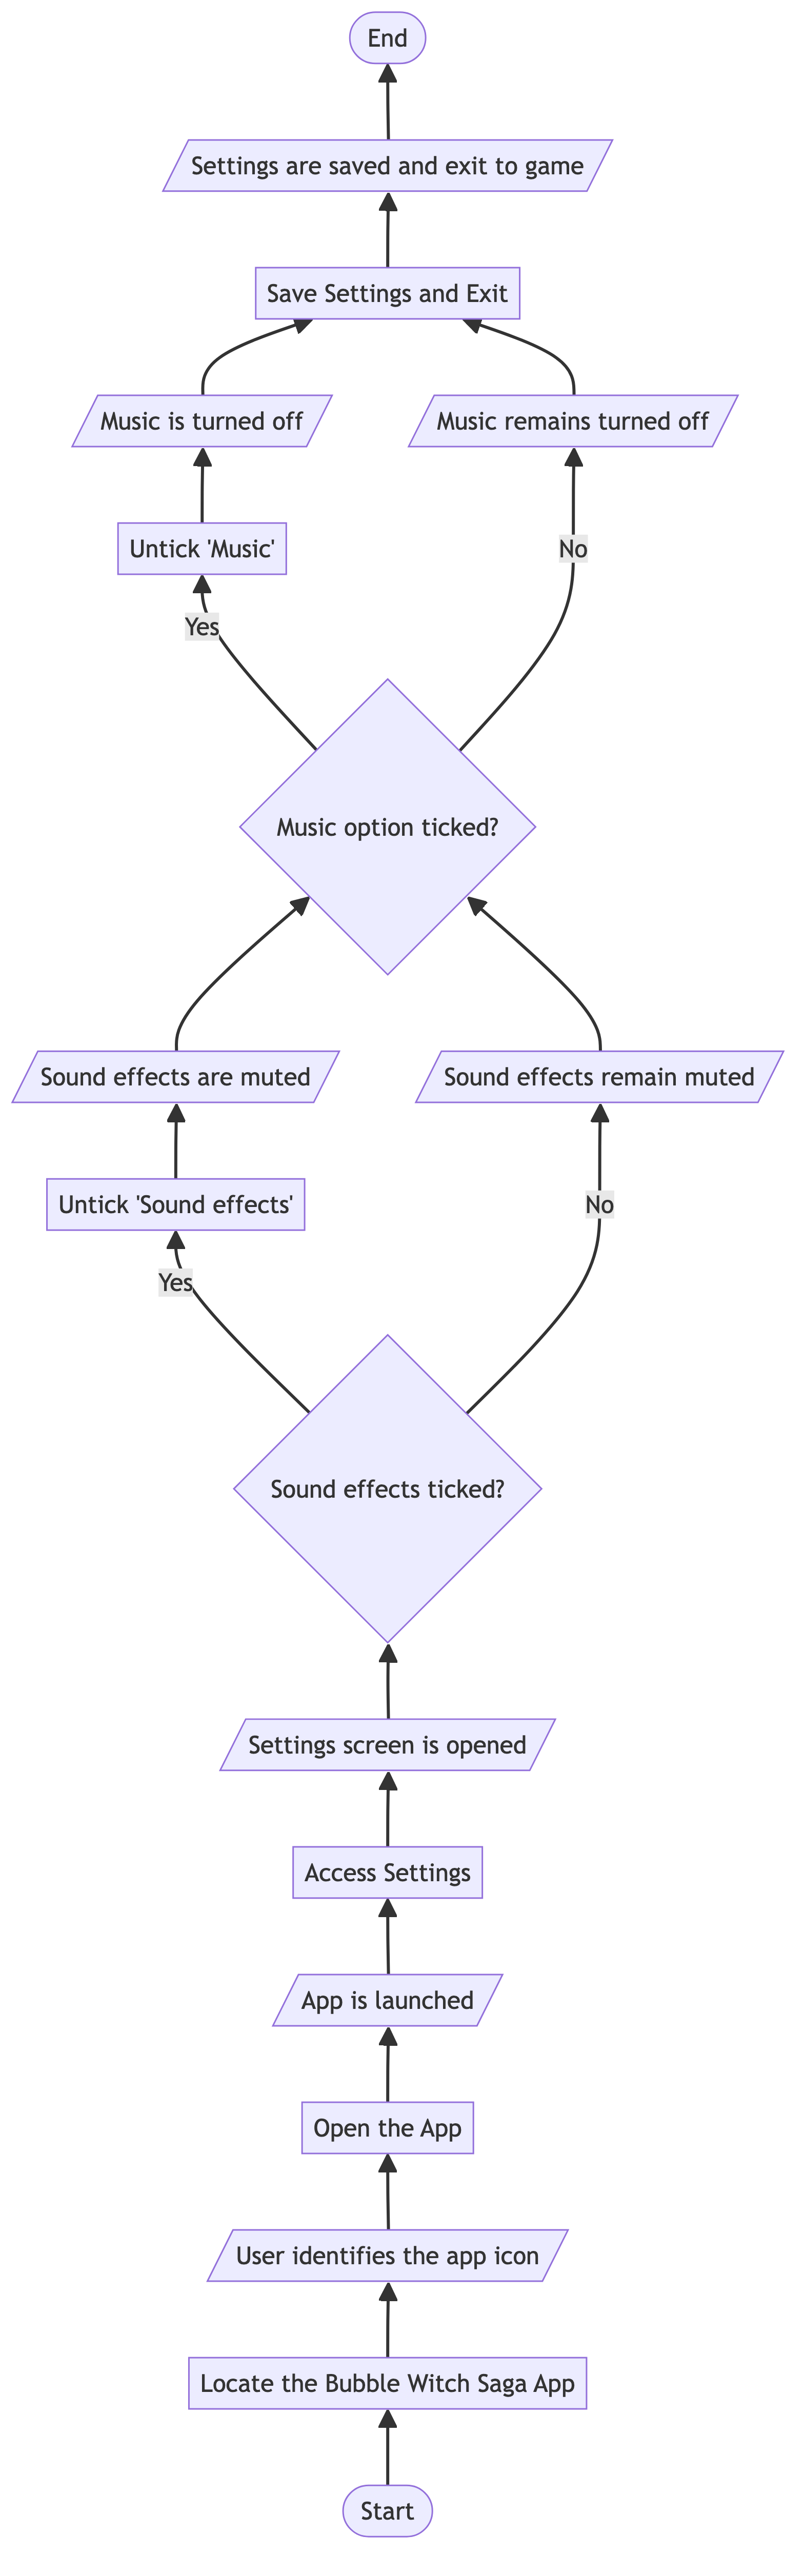 End
Settings are saved and exit to game
Save Settings and Exit
Music is turned off
Music remains turned off
Untick 'Music'
No
Yes
Music option ticked?
Sound effects are muted
Sound effects remain muted
Untick 'Sound effects'
No
Yes
Sound effects ticked?
Settings screen is opened
Access Settings
App is launched
Open the App
User identifies the app icon
Locate the Bubble Witch Saga App
Start